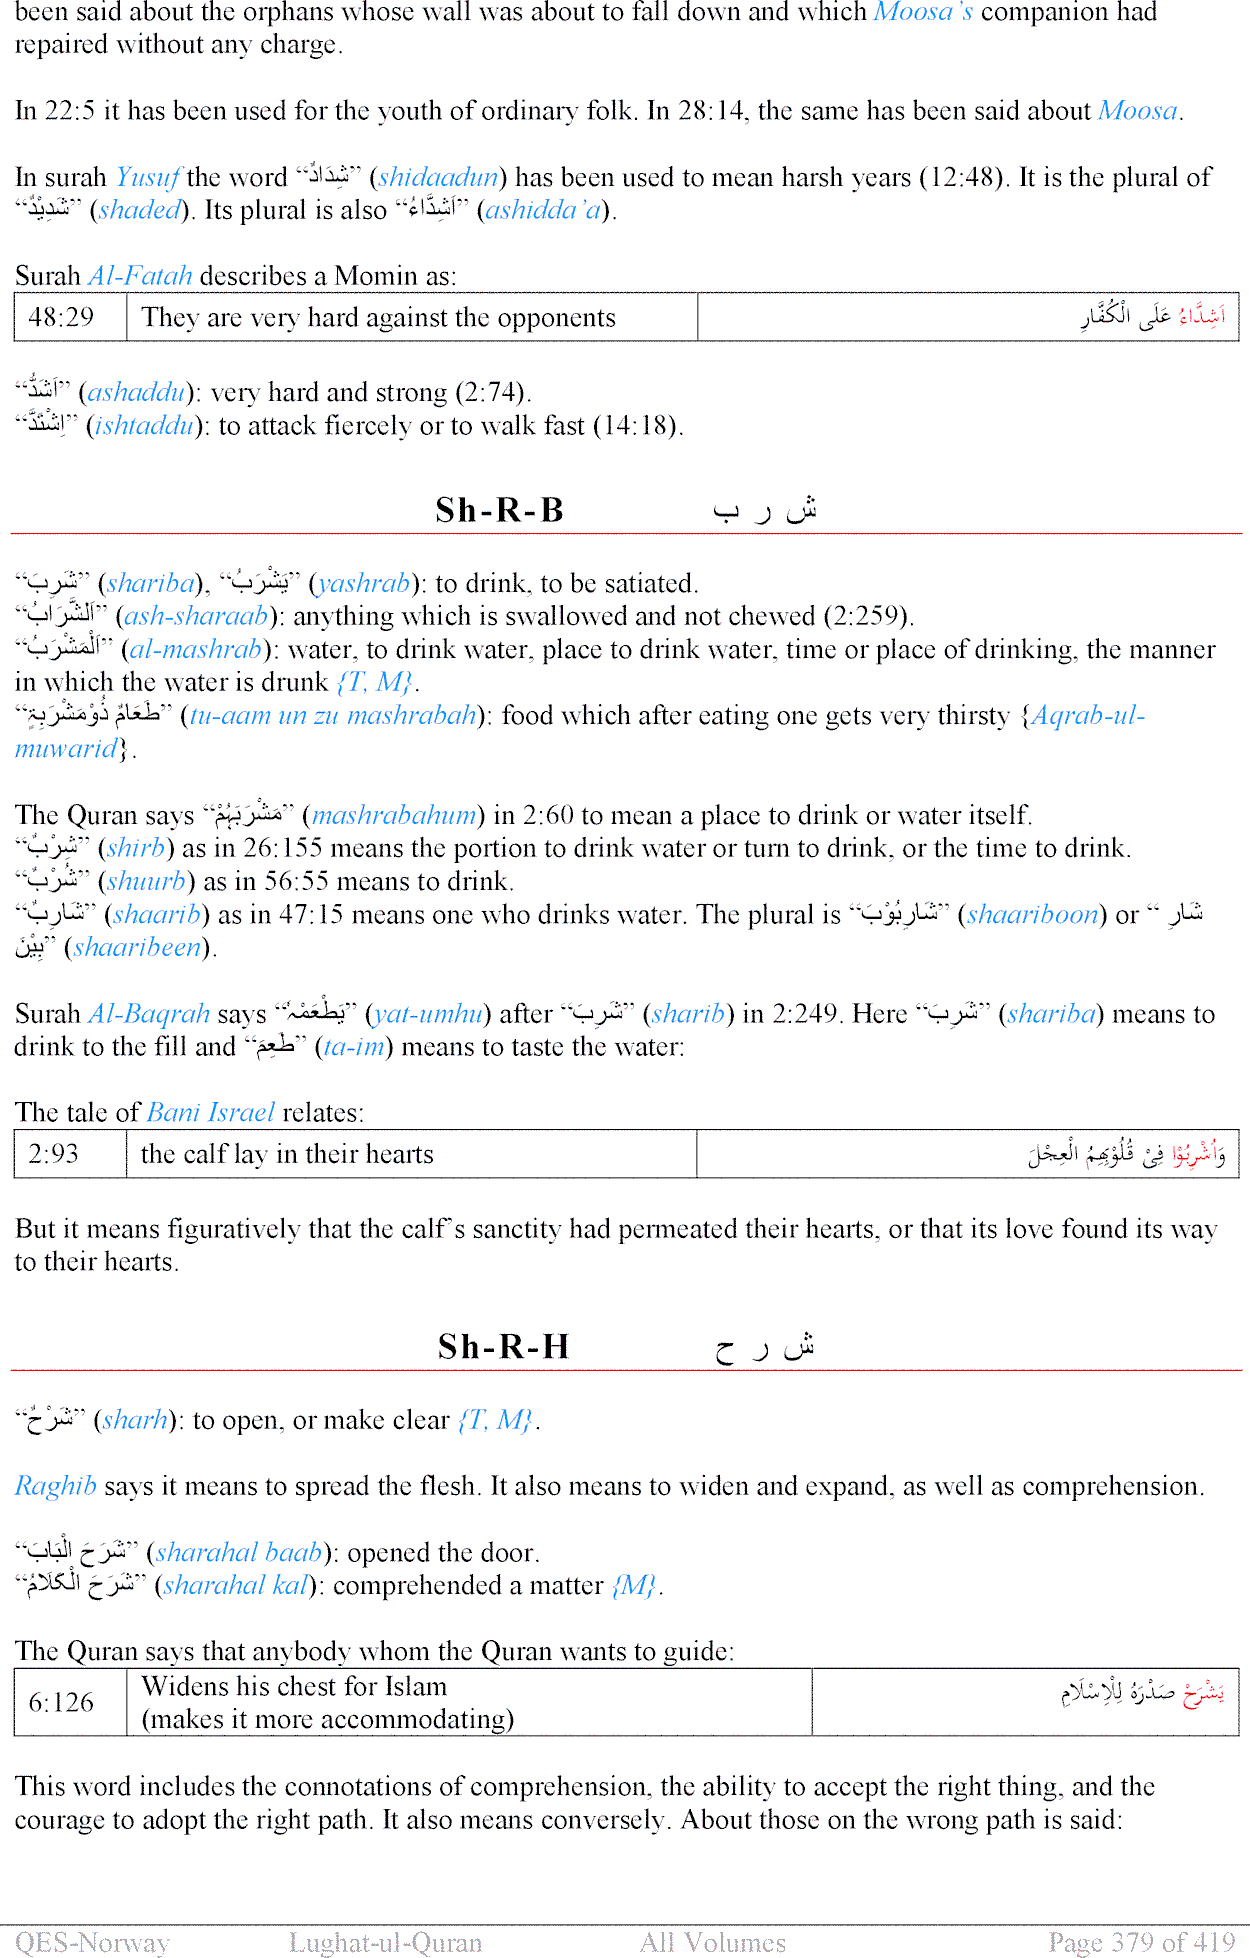 been said about the orphans whose wall was about to fall down and which Moosa's companion had
repaired without any charge.
In 22:5 it has been used for the youth of ordinary folk. In 28:14, the same has been said about Moosa.
In surah Yusuf the word “شِدَادٌ” (shidaadun) has been used to mean harsh years (12:48). It is the plural of
“شَدِيْدٌ” (shaded). Its plural is also “اَشِدَّاءُ” (ashidda'a).
Surah Al-Fatah describes a Momin as:
48:29 They are very hard against the opponents اَشِدَّاءُ عَلَى الْكُفَّارِ
“اَشَدُّ” (ashaddu): very hard and strong (2:74).
“اِشْتَدَّ” (ishtaddu): to attack fiercely or to walk fast (14:18).
Sh-R-B ش ر ب
“شَرِبَ” (shariba), “يَشْرَبُ” (yashrab): to drink, to be satiated.
“اَلشَّرَابُ” (ash-sharaab): anything which is swallowed and not chewed (2:259).
“اَلْمَشْرَبُ” (al-mashrab): water, to drink water, place to drink water, time or place of drinking, the manner
in which the water is drunk {T, M}.
“طَعَامٌ ذُوْمَشْرَبَۃٍ” (tu-aam un zu mashrabah): food which after eating one gets very thirsty {Aqrab-ul-
muwarid}.
The Quran says “مَشْرَبَہُمْ” (mashrabahum) in 2:60 to mean a place to drink or water itself.
“شِرْبٌ” (shirb) as in 26:155 means the portion to drink water or turn to drink, or the time to drink.
“شُرْبٌ” (shuurb) as in 56:55 means to drink.
“شَارِبٌ” (shaarib) as in 47:15 means one who drinks water. The plural is “شَارِبُوْبَ” (shaariboon) or “ شَارِ
بِيْنَ” (shaaribeen).
Surah Al-Baqrah says “يَطْعَمْہُ” (yat-umhu) after “شَرِبَ” (sharib) in 2:249. Here “شَرِبَ” (shariba) means to
drink to the fill and “طَعِمَ” (ta-im) means to taste the water:
The tale of Bani Israel relates:
2:93 the calf lay in their hearts وَاُشْرِبُوْا فِیْ قُلُوْبِهِمُ الْعِجْلَ
But it means figuratively that the calf's sanctity had permeated their hearts, or that its love found its way
to their hearts.
Sh-R-H ش ر ح
“شَرْحٌ” (sharh): to open, or make clear {T, M}.
Raghib says it means to spread the flesh. It also means to widen and expand, as well as comprehension.
“شَرَحَ الْبَابَ” (sharahal baab): opened the door.
“شَرَحَ الْكَلَامُ” (sharahal kal): comprehended a matter {M}.
The Quran says that anybody whom the Quran wants to guide:
6:126 Widens his chest for Islam يَشْرَحْ صَدْرَهٗ لِلْاِسْلَامِ
(makes it more accommodating)
This word includes the connotations of comprehension, the ability to accept the right thing, and the
courage to adopt the right path. It also means conversely. About those on the wrong path is said:
QES-Norway Lughat-ul-Quran All Volumes Page 379 of 419